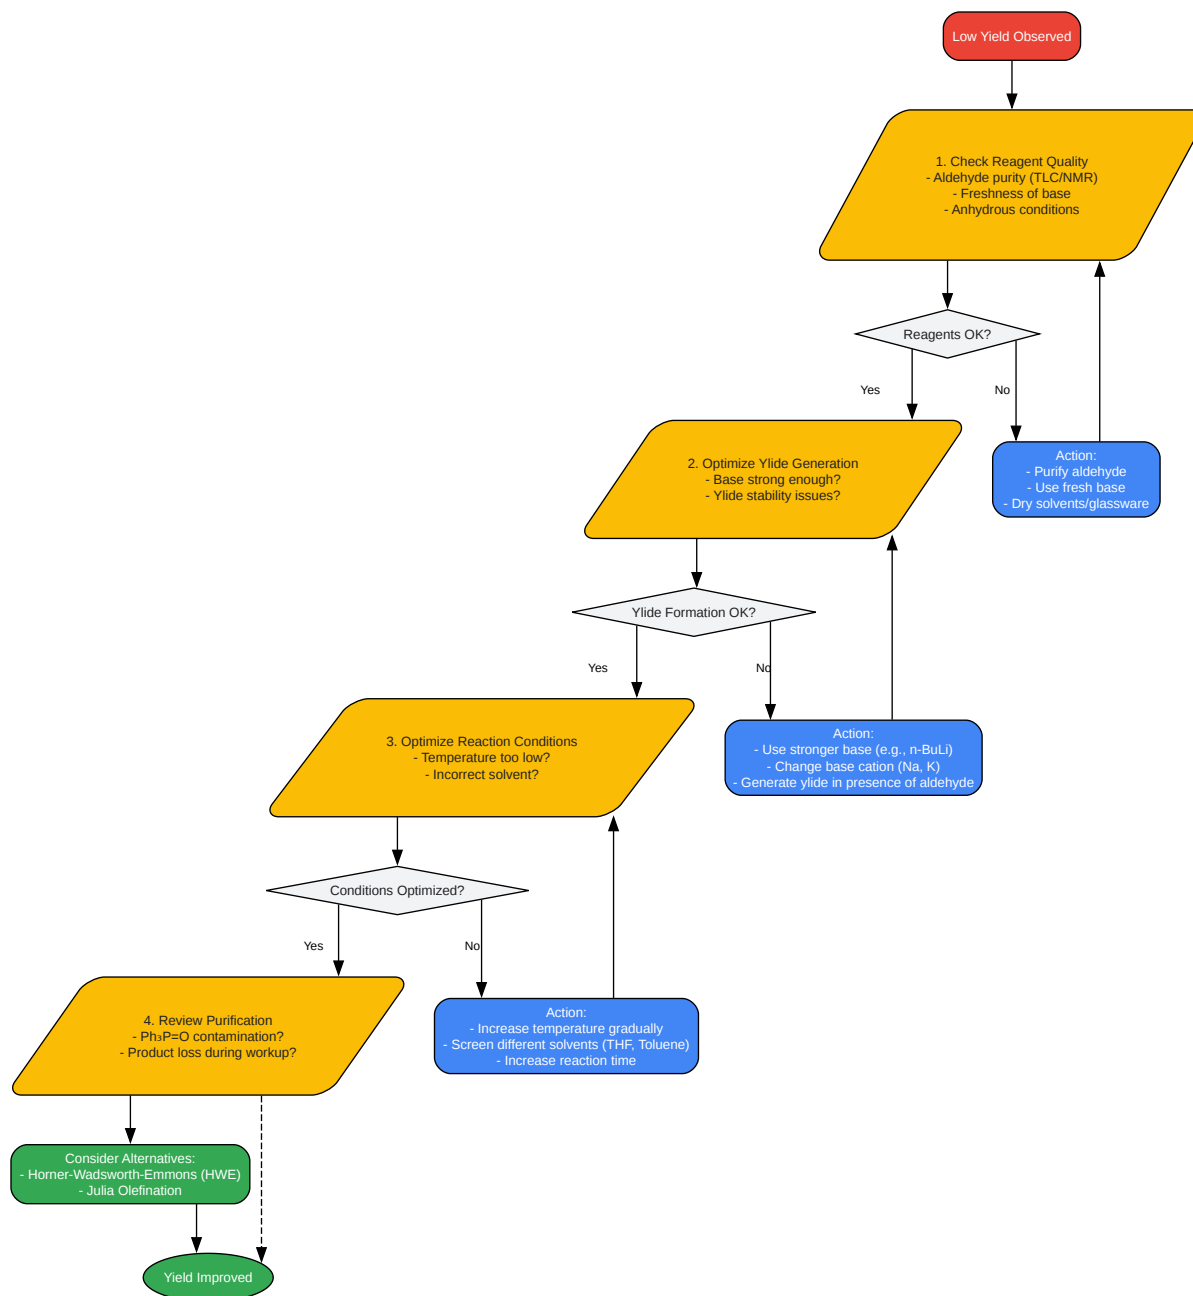 Low Yield Observed
1. Check Reagent Quality
- Aldehyde purity (TLC/NMR)
- Freshness of base
- Anhydrous conditions
Reagents OK?
Yes
No
2. Optimize Ylide Generation
- Base strong enough?
- Ylide stability issues?
Action:
- Purify aldehyde
- Use fresh base
- Dry solvents/glassware
Ylide Formation OK?
Yes
No
3. Optimize Reaction Conditions
- Temperature too low?
- Incorrect solvent?
Action:
- Use stronger base (e.g., n-BuLi)
- Change base cation (Na, K)
- Generate ylide in presence of aldehyde
Conditions Optimized?
Yes
No
4. Review Purification
- Ph₃P=O contamination?
- Product loss during workup?
Action:
- Increase temperature gradually
- Screen different solvents (THF, Toluene)
- Increase reaction time
Consider Alternatives:
- Horner-Wadsworth-Emmons (HWE)
- Julia Olefination
Yield Improved